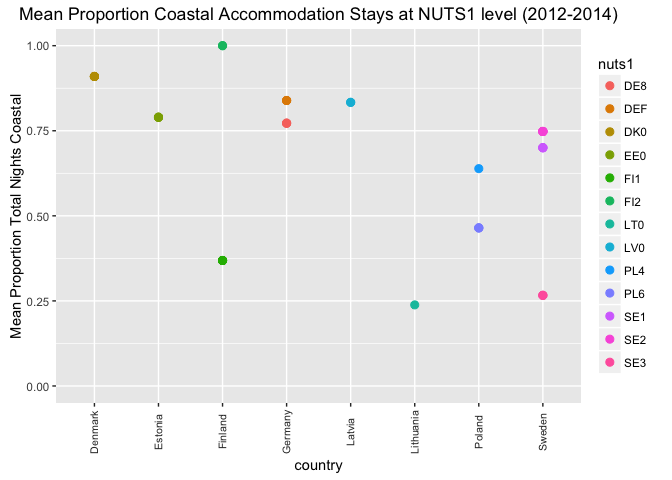 Mean Proportion Coastal Accommodation Stays at NUTS1 level (2012-2014)
Mean Proportion Total Nights Coastal
1.00
0.75
0.50
0.25
0.00
Denmark
Estonia
Finland
Germany
Latvia
Lithuania
Poland
Sweden
country
nuts1
DE8
DEF
DK0
EE0
FI1
FI2
LT0
LV0
PL4
PL6
SE1
SE2
SE3